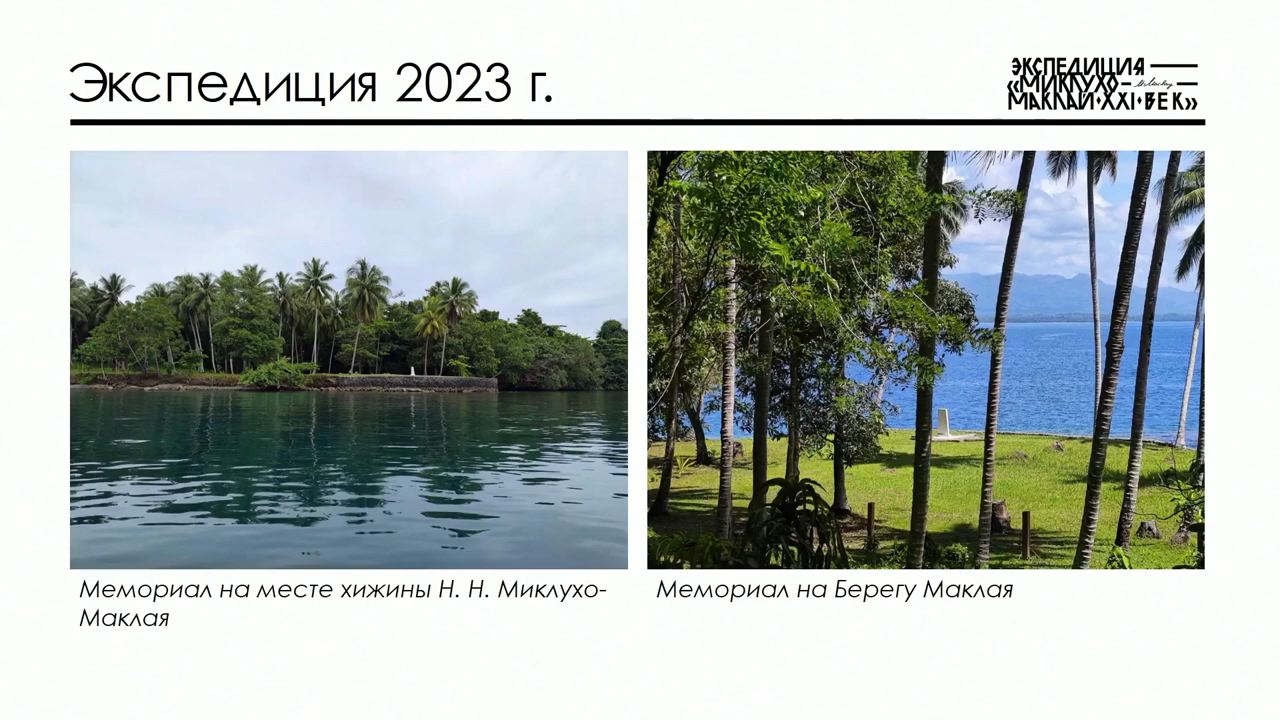 Экспедиция 2023 г.
ЭКСПЕДИЦИЯ
«МИКЛУХО-
МАКЛАЙ·XXI·ВЕК»
Мемориал на месте хижины Н. Н. Миклухо-
Маклая
Мемориал на Берегу Маклая